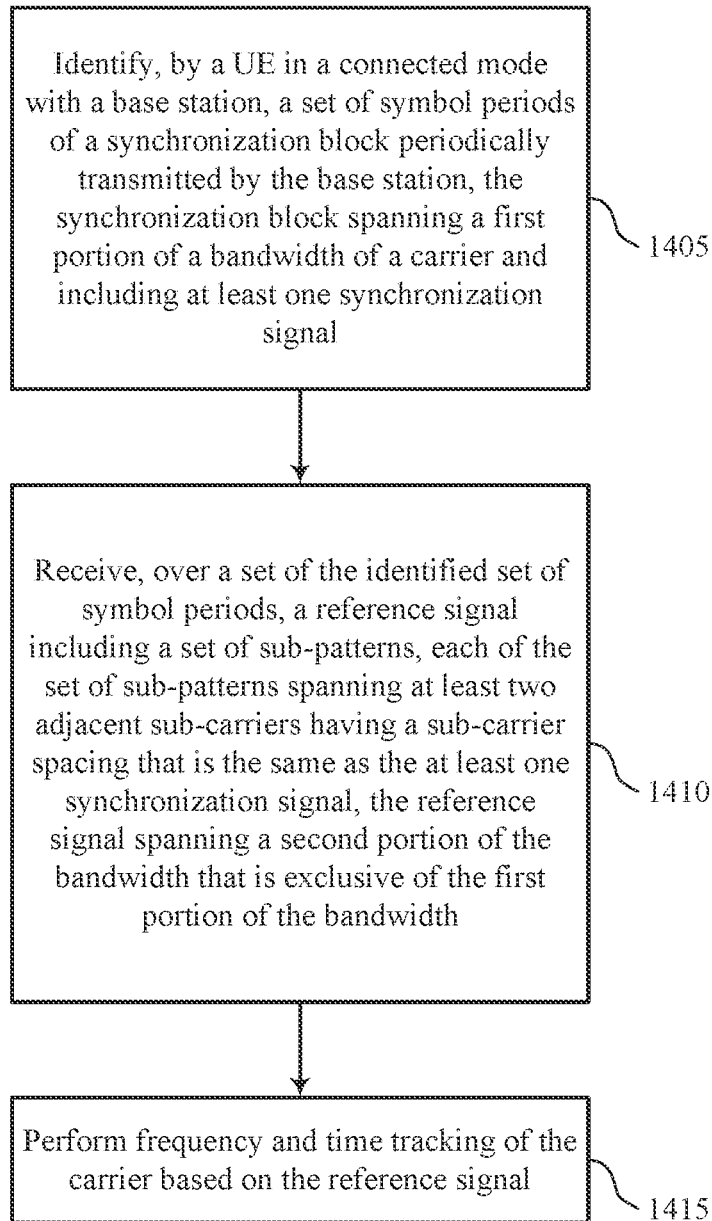 Identify, by a UE in a connected mode
with a base station, a set of symbol periods
of a synchronization block periodically
transmitted by the base station, the
synchronization block spanning a first
portion of a bandwidth of a carrier and
including at least one synchronization
signal
1405
Receive, over a set of the identified set of
symbol periods, a reference signal
including a set of sub-patterns, each of the
set of sub-patterns spanning at least two
adjacent sub-carriers having a sub-carrier
spacing that is the same as the at least one
synchronization signal, the reference
signal spanning a second portion of the
bandwidth that is exclusive of the first
portion of the bandwidth
1410
Perform frequency and time tracking of the
carrier based on the reference signal
1415